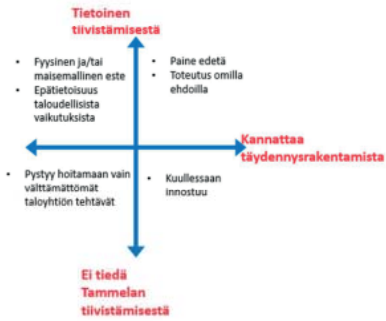 Tietoinen
tiivistämisestä
• Fyysinen ja/tai
maisemallinen este
• Epätietoisuus
taloudellisista
vaikutuksista
• Paine edetä
• Toteutus omilla
ehdoilla
Kannattaa
täydennysrakentamista
• Pystyy hoitamaan vain
välttämättömät
taloyhtiön tehtävät
• Kuullessaan
innostuu
Ei tiedä
Tammelan
tiivistämisestä